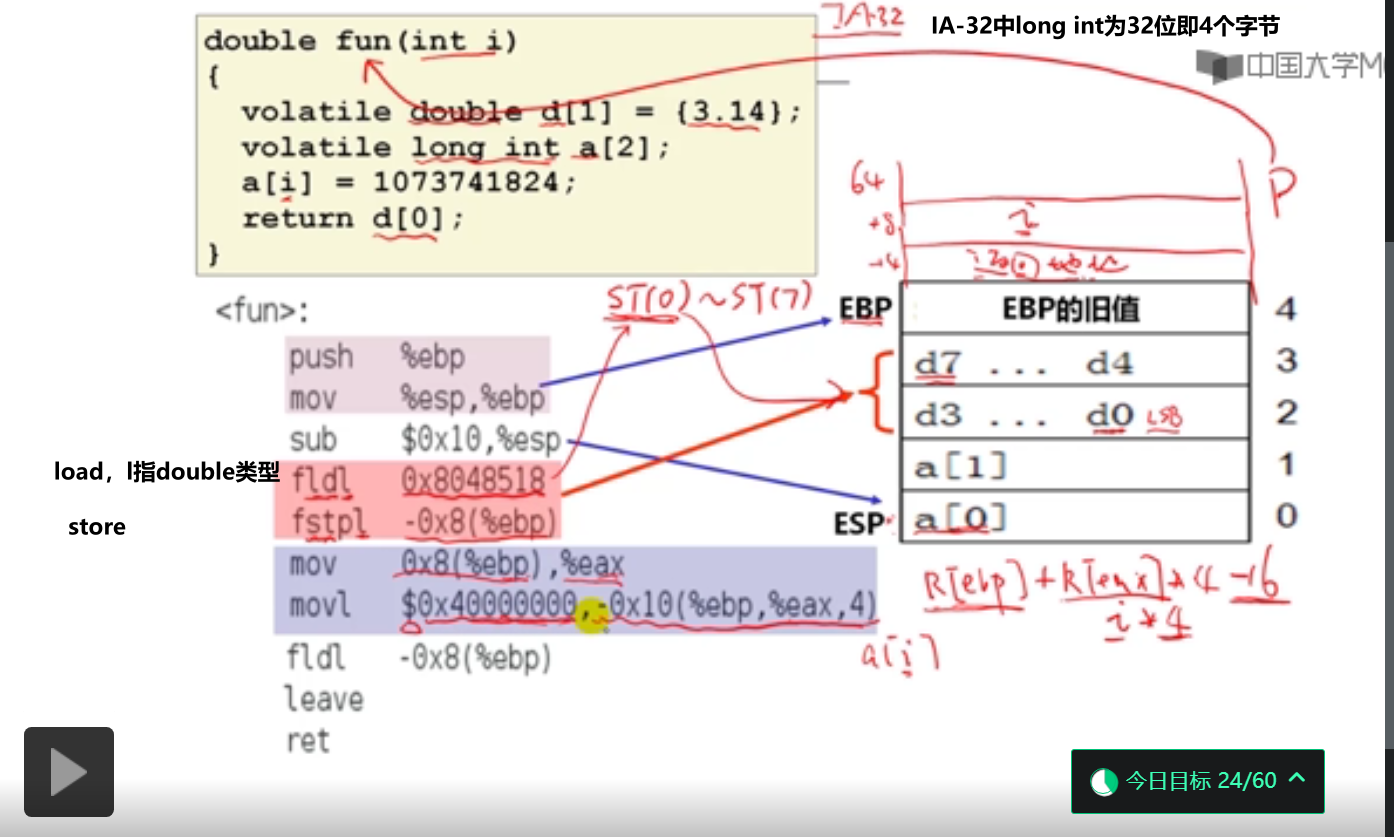 IA-32
IA-32中long int为32位即4个字节
中国大学M
double fun(int i)
{
volatile double d[1] = {3.14};
volatile long int a[2];
a[i] = 1073741824;
return d[0];
}
64
P
+8
i
+4
<fun>:
ST(0)~ST(7)
EBP
EBP的旧值
4
push %ebp
d7 ... d4
3
mov %esp,%ebp
d3 ... d0 LSB
2
sub $0x10,%esp
a[1]
1
load，l指double类型
fldl 0x8048518
ESP
a[0]
0
store
fstpl -0x8(%ebp)
mov 0x8(%ebp),%eax
R[ebp]+R[eax]*4-16
movl $0x40000000,-0x10(%ebp,%eax,4)
i*4
fldl -0x8(%ebp)
a[i]
leave
ret
今日目标 24/60